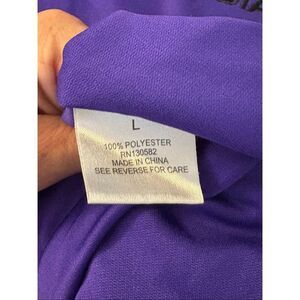 L
100% POLYESTER
RN130582
MADE IN CHINA
SEE REVERSE FOR CARE